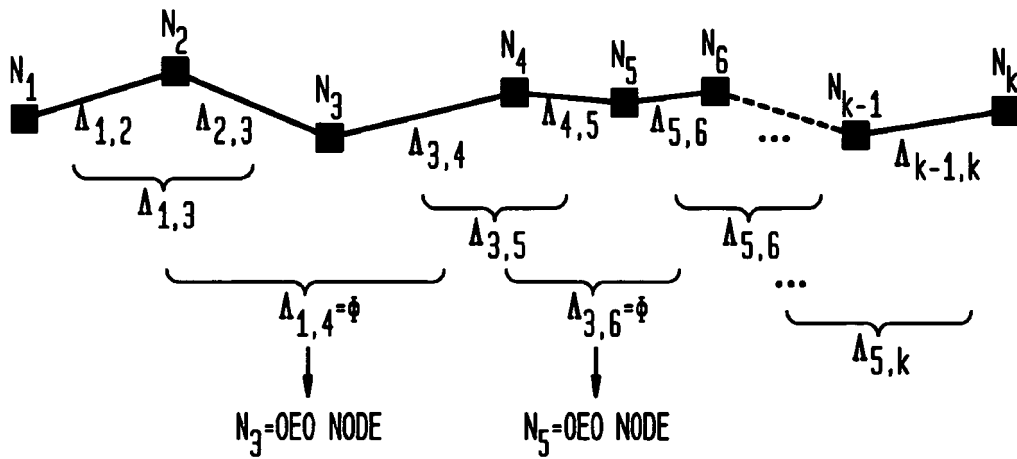 N1 N2 N3 N4 N5 N6 Nk-1 Nk
Λ1,2 Λ2,3 Λ3,4 Λ4,5 Λ5,6 ... Λk-1,k
Λ1,3 Λ3,5 Λ5,6
...
Λ1,4=Φ Λ3,6=Φ Λ5,k
N3=OEO NODE N5=OEO NODE